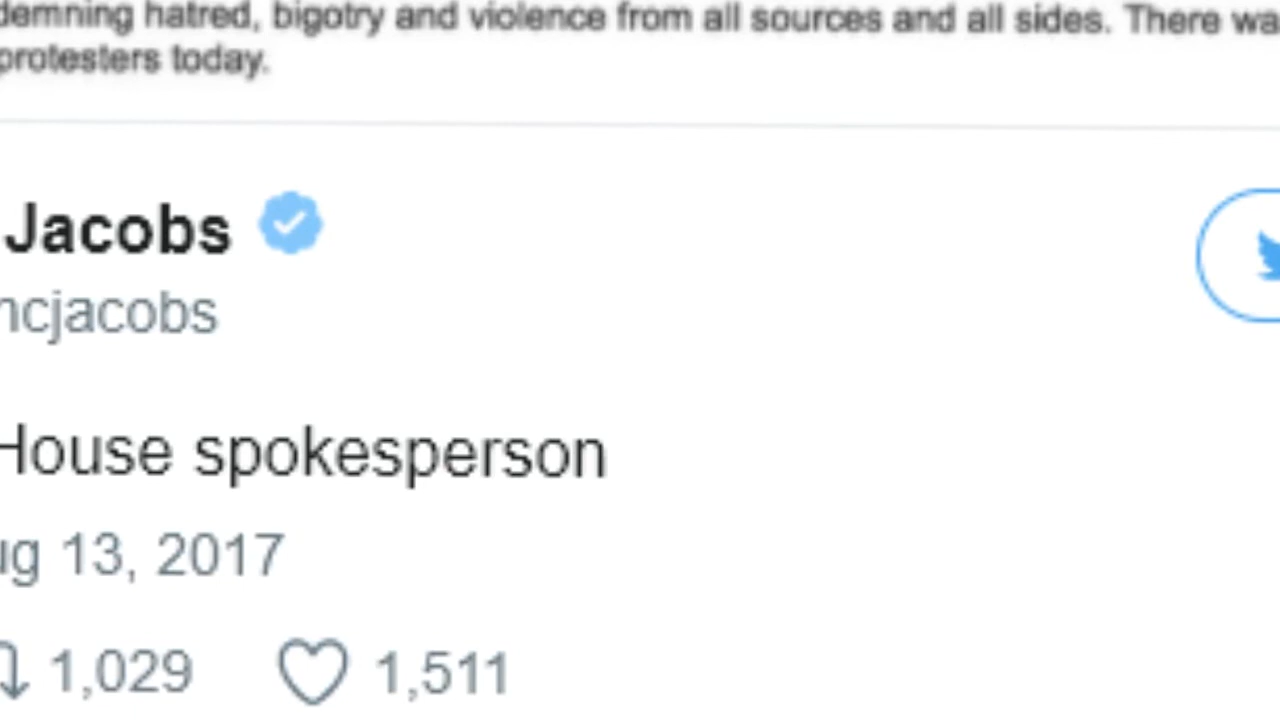 demning hatred, bigotry and violence from all sources and all sides. There wa
protesters today.
Jacobs
ncjacobs
House spokesperson
ug 13, 2017
1,029 1,511